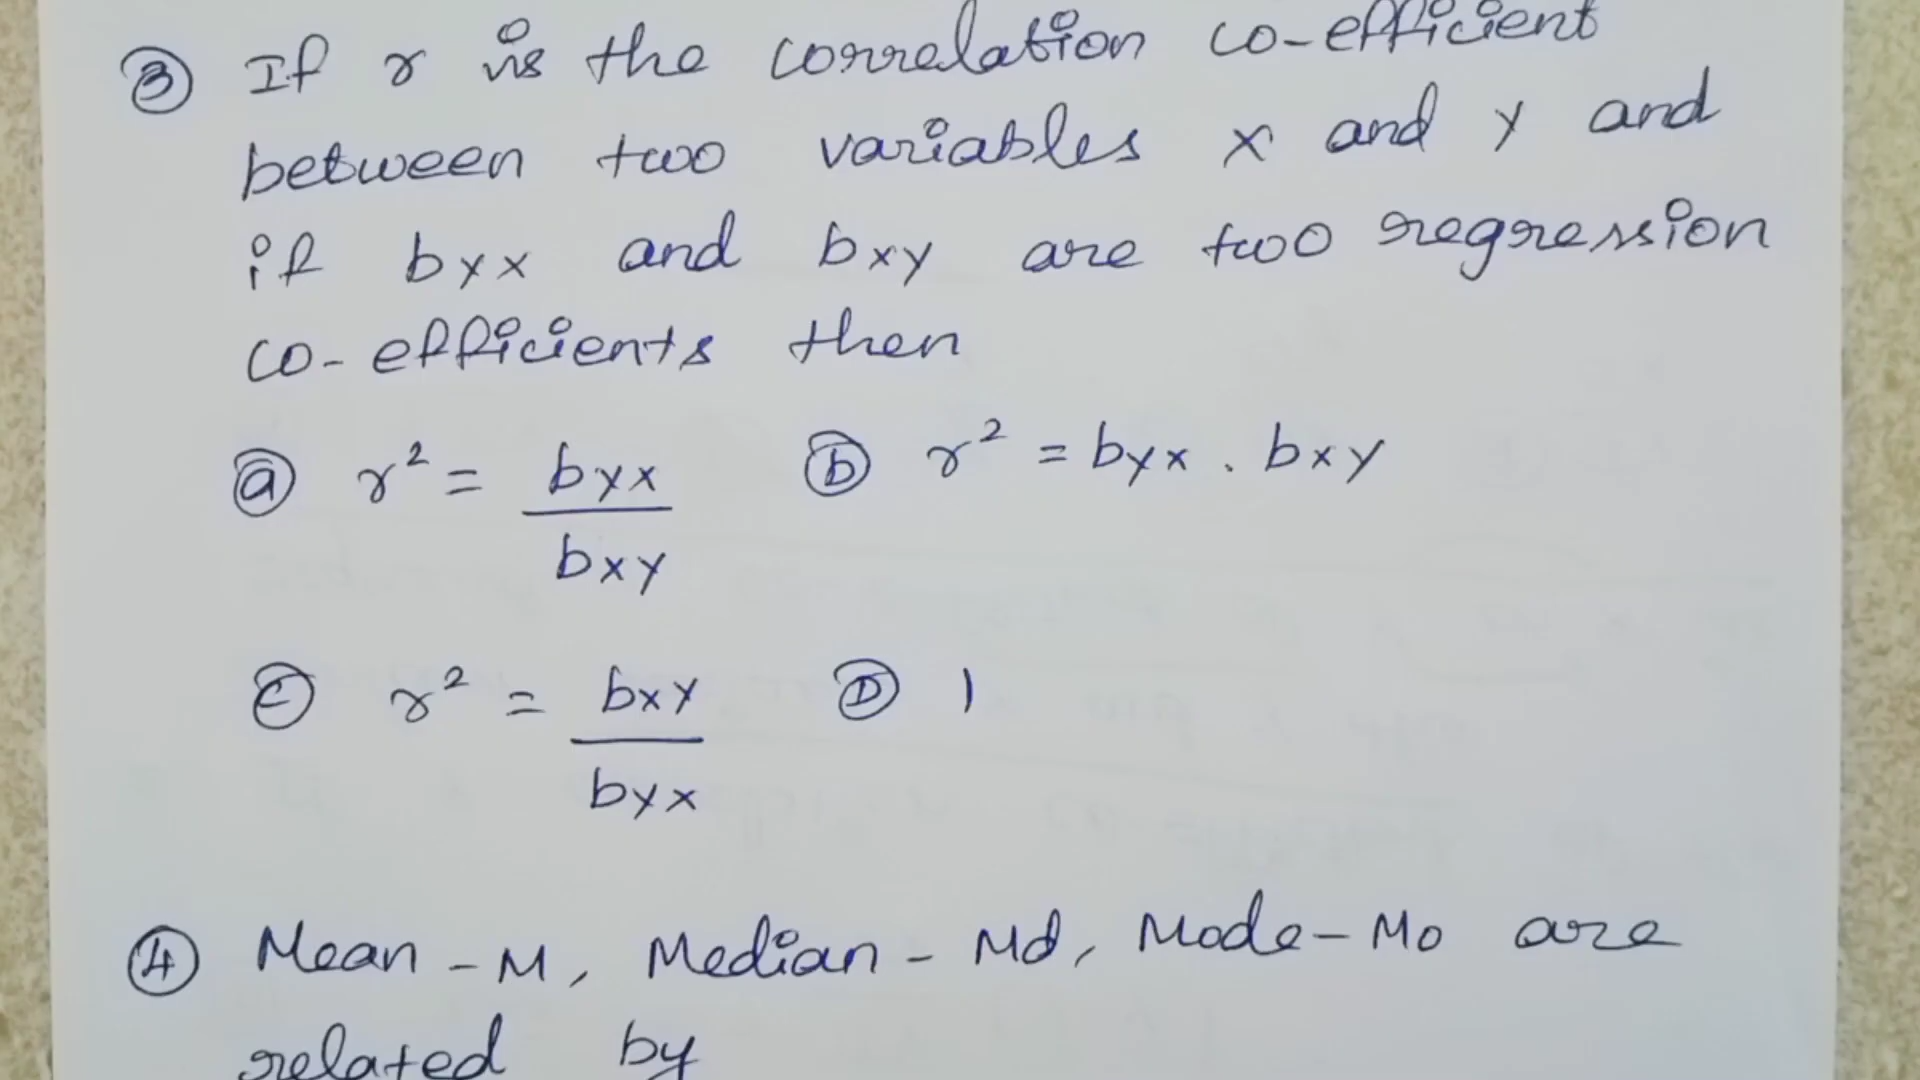 ③ If r is the correlation co-efficient
between two variables x and y and
if byx and bxy are two regression
co-efficients then
ⓐ r² = byx / bxy ⓑ r² = byx . bxy
ⓒ r² = bxy / byx Ⓓ 1
④ Mean - M, Median - Md, Mode - Mo are
related by